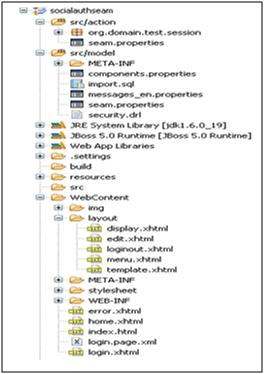 socialauthseam
src/action
org.domain.test.session
seam.properties
src/model
META-INF
components.properties
import.sql
messages_en.properties
seam.properties
security.drl
JRE System Library [jdk1.6.0_19]
JBoss 5.0 Runtime [JBoss 5.0 Runtime]
Web App Libraries
.settings
build
resources
src
WebContent
img
layout
display.xhtml
edit.xhtml
loginout.xhtml
menu.xhtml
template.xhtml
META-INF
stylesheet
WEB-INF
error.xhtml
home.xhtml
index.html
login.page.xml
login.xhtml